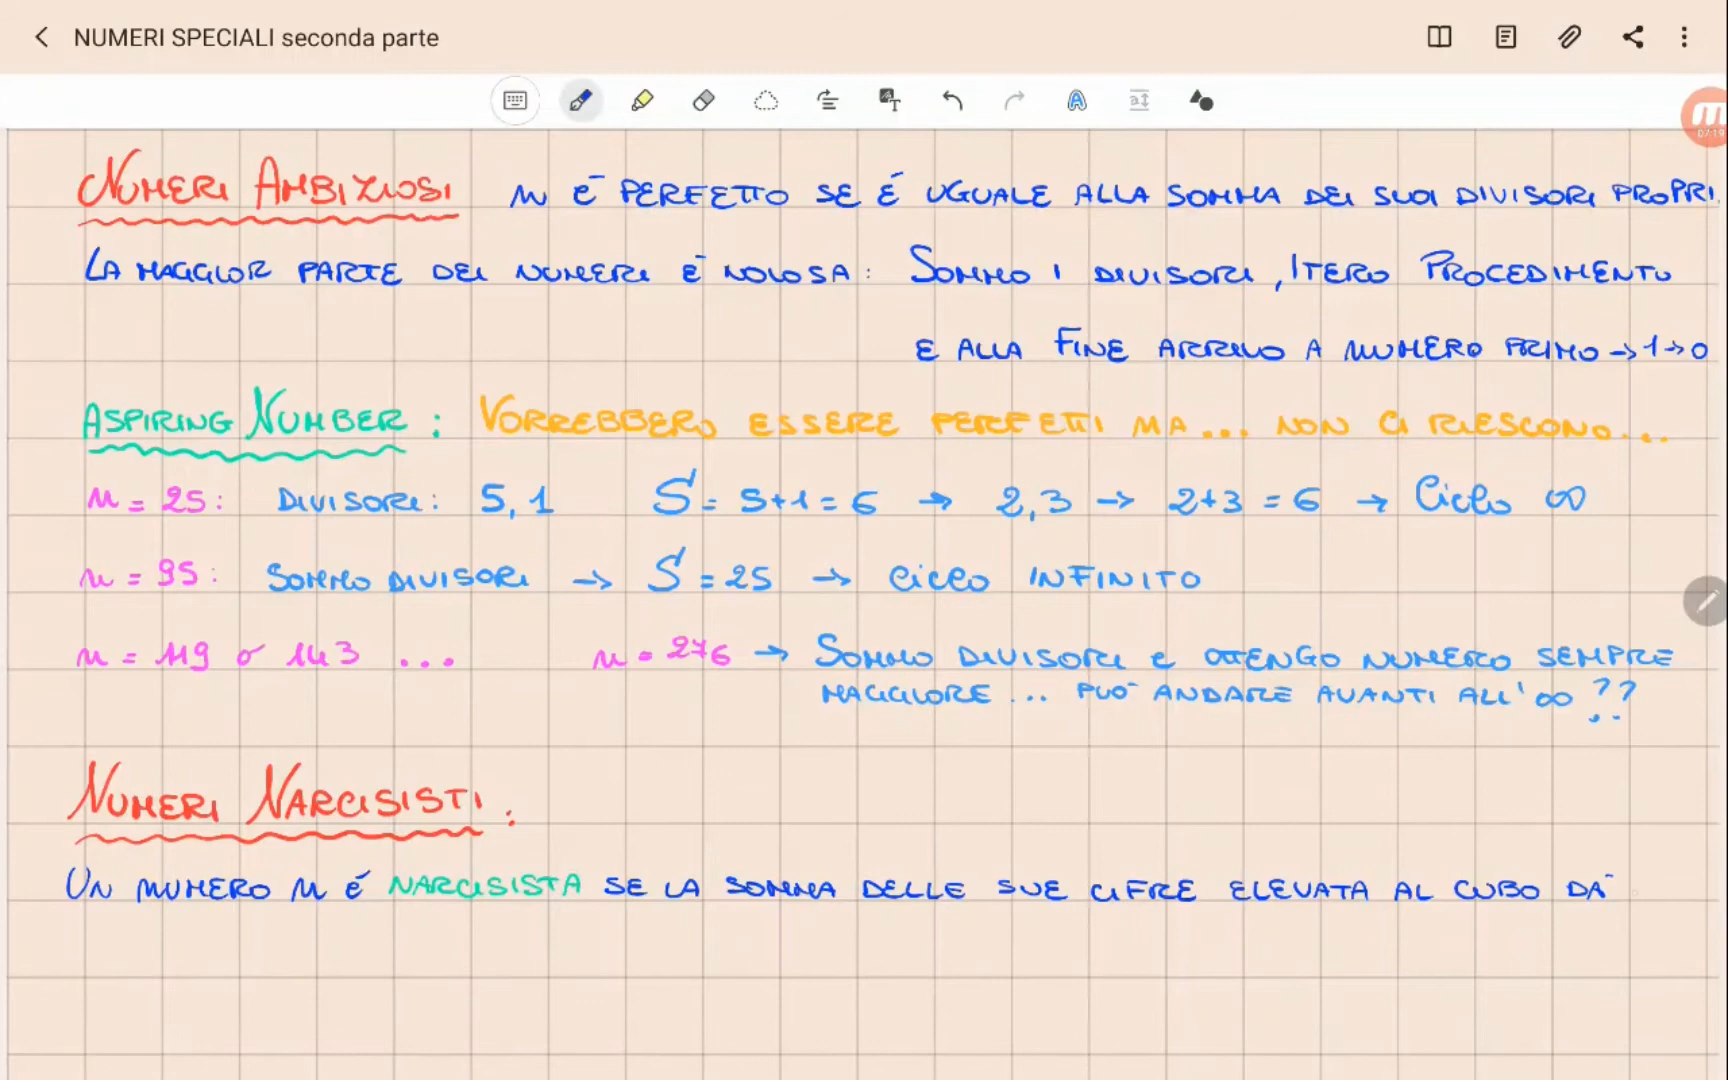 NUMERI SPECIALI seconda parte
07:19
NUMERI AMBIZIOSI n È PERFETTO SE È UGUALE ALLA SOMMA DEI SUOI DIVISORI PROPRI.
LA MAGGIOR PARTE DEI NUMERI È NOIOSA: SOMMO I DIVISORI, ITERO PROCEDIMENTO
E ALLA FINE ARRIVO A NUMERO PRIMO → 1 → 0
ASPIRING NUMBER: VORREBBERO ESSERE PERFETTI MA... NON CI RIESCONO...
n = 25: DIVISORI: 5, 1 S = 5+1 = 6 → 2,3 → 2+3 = 6 → Ciclo ∞
n = 95: SOMMO DIVISORI → S = 25 → Ciclo INFINITO
n = 119 o 143 ... n = 276 → SOMMO DIVISORI E OTTENGO NUMERO SEMPRE
MAGGIORE... PUÒ ANDARE AVANTI ALL'∞??
NUMERI NARCISISTI:
UN NUMERO n È NARCISISTA SE LA SOMMA DELLE SUE CIFRE ELEVATA AL CUBO DÀ